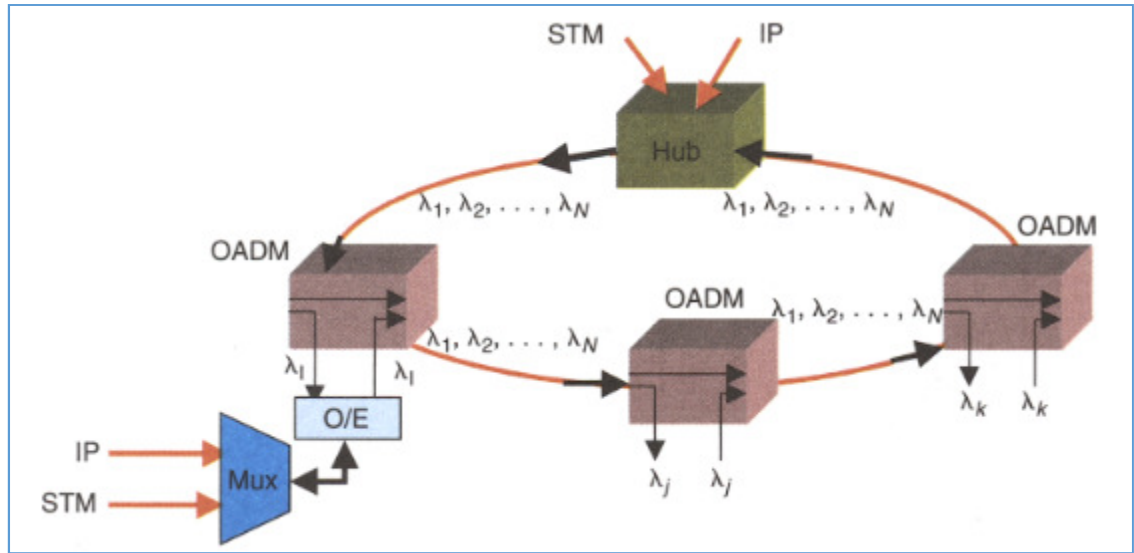 STM IP
Hub
λ1, λ2, . . . , λN
λ1, λ2, . . . , λN
OADM
OADM
OADM
λ1, λ2, . . . , λN
λ1, λ2, . . . , λN
λl
λl
λk
λk
O/E
IP
Mux
STM
λj
λj